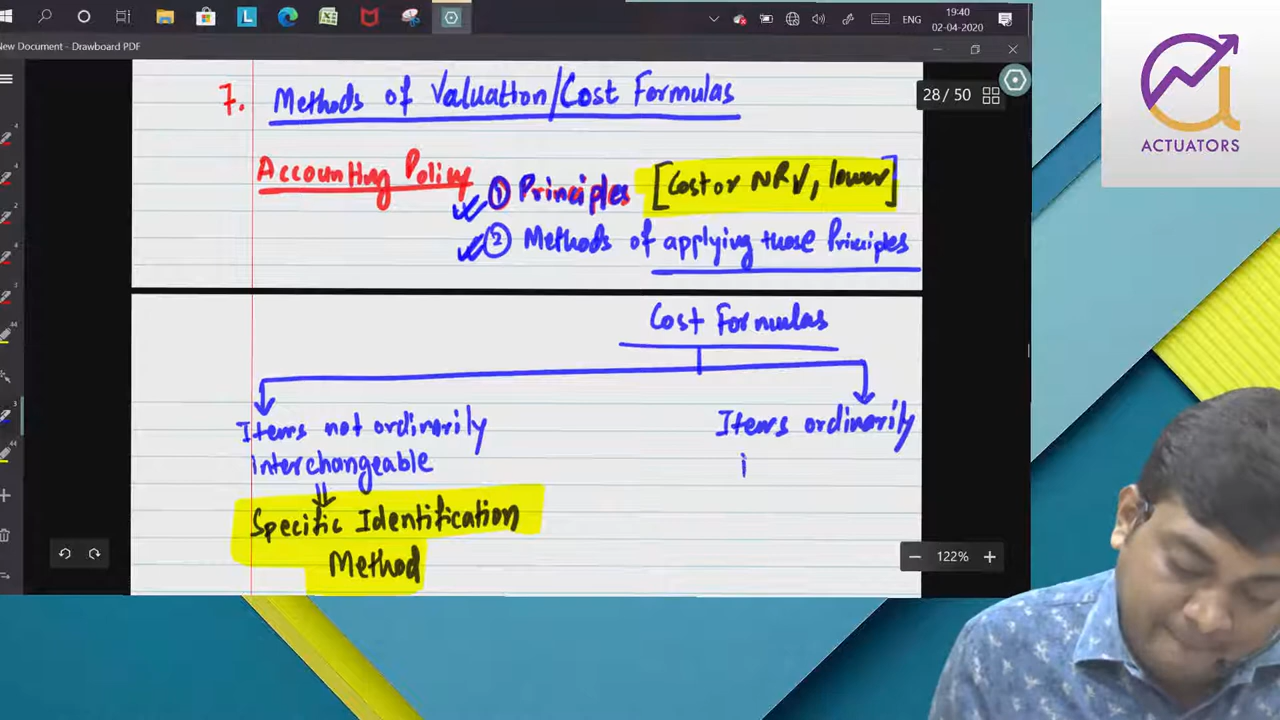 ENG
19:40
02-04-2020
New Document - Drawboard PDF
28 / 50
7. Methods of Valuation/Cost Formulas
Accounting Policy
① Principles [Cost or NRV, lower]
② Methods of applying those Principles
Cost Formulas
Items not ordinarily
interchangeable
Items ordinorily
i
Specific Identification
Method
122%
ACTUATORS